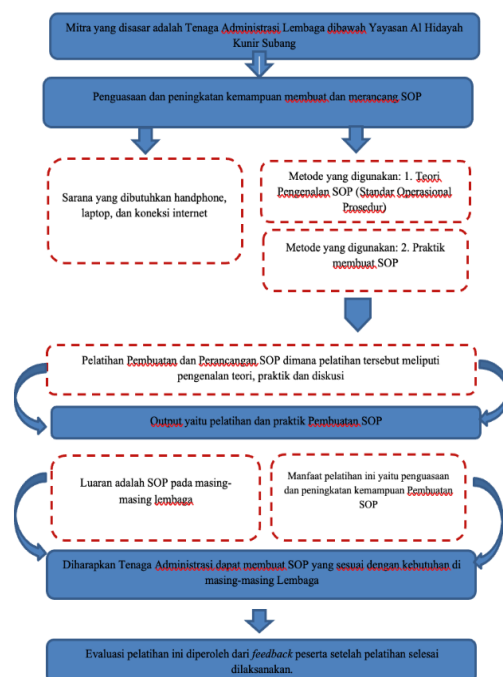 Mitra yang disasar adalah Tenaga Administrasi Lembaga dibawah Yayasan Al Hidayah
Kunir Subang
Penguasaan dan peningkatan kemampuan membuat dan merancang SOP
Sarana yang dibutuhkan handphone,
laptop, dan koneksi internet
Metode yang digunakan: 1. Teori
Pengenalan SOP (Standar Operasional
Prosedur)
Metode yang digunakan: 2. Praktik
membuat SOP
Pelatihan Pembuatan dan Perancangan SOP dimana pelatihan tersebut meliputi
pengenalan teori, praktik dan diskusi
Output yaitu pelatihan dan praktik Pembuatan SOP
Luaran adalah SOP pada masing-
masing lembaga
Manfaat pelatihan ini yaitu penguasaan
dan peningkatan kemampuan Pembuatan
SOP
Diharapkan Tenaga Administrasi dapat membuat SOP yang sesuai dengan kebutuhan di
masing-masing Lembaga
Evaluasi pelatihan ini diperoleh dari feedback peserta setelah pelatihan selesai
dilaksanakan.